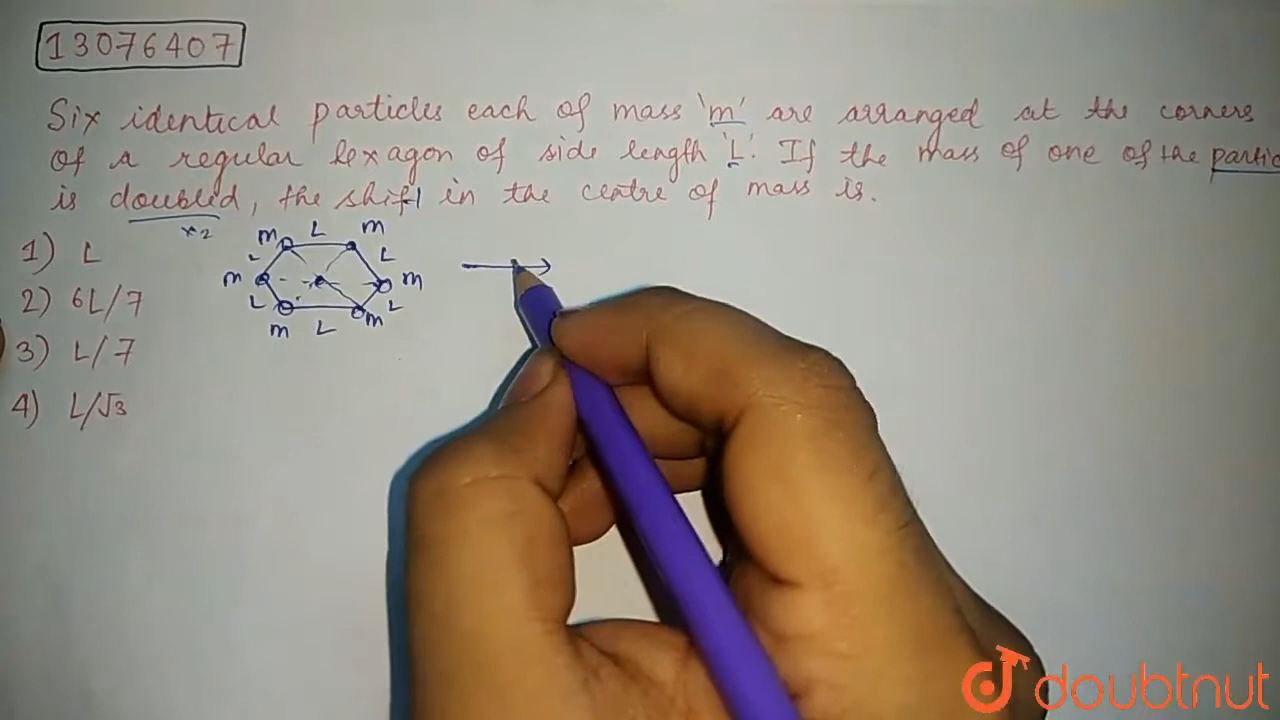 13076407
Six identical particles each of mass 'm' are arranged at the corners
of a regular hexagon of side length 'L'. If the mass of one of the partic
is doubled, the shift in the centre of mass is.
x2
1) L
2) 6L/7
3) L/7
4) L/√3
m L m
L L
m m
L L
m L m
doubtnut